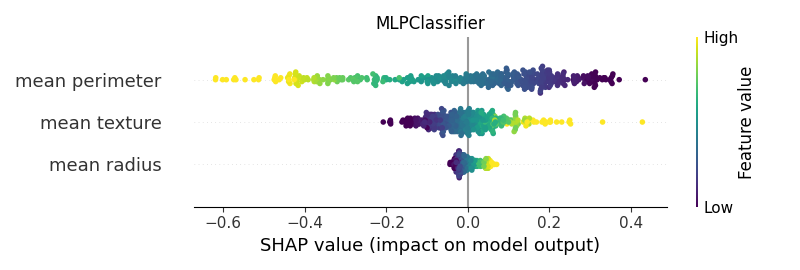 MLPClassifier
High
mean perimeter
mean texture
mean radius
Feature value
Low
−0.6 −0.4 −0.2 0.0 0.2 0.4
SHAP value (impact on model output)